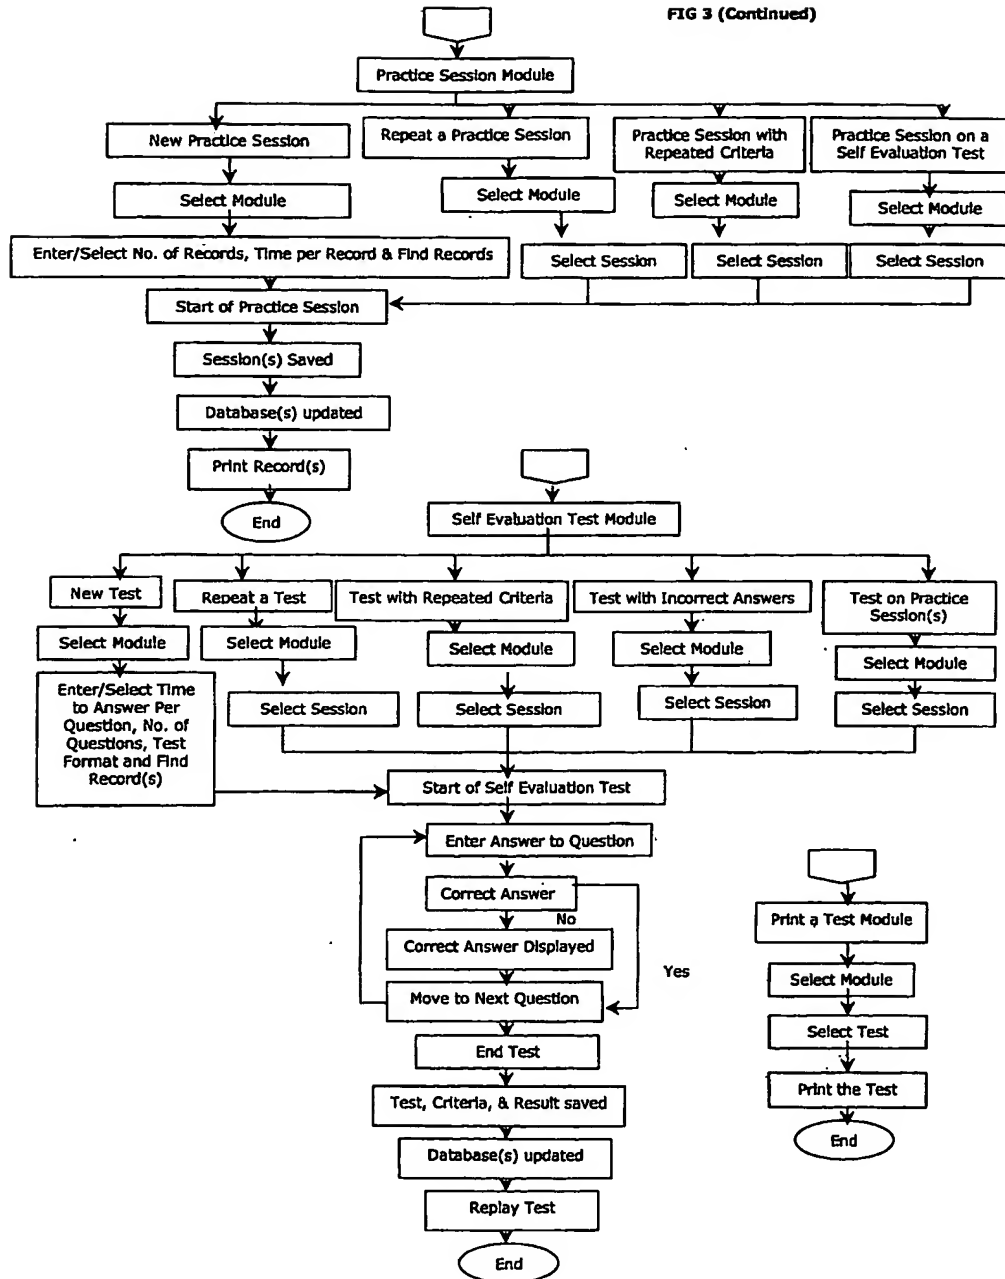 FIG 3 (Continued)
Practice Session Module
New Practice Session
Repeat a Practice Session
Practice Session with
Repeated Criteria
Practice Session on a
Self Evaluation Test
Select Module
Select Module
Select Module
Select Module
Enter/Select No. of Records, Time per Record & Find Records
Select Session
Select Session
Select Session
Start of Practice Session
Session(s) Saved
Database(s) updated
Print Record(s)
End
Self Evaluation Test Module
New Test
Repeat a Test
Test with Repeated Criteria
Test with Incorrect Answers
Test on Practice
Session(s)
Select Module
Select Module
Select Module
Select Module
Select Module
Enter/Select Time
to Answer Per
Question, No. of
Questions, Test
Format and Find
Record(s)
Select Session
Select Session
Select Session
Select Session
Start of Self Evaluation Test
Enter Answer to Question
Correct Answer
No
Correct Answer Displayed
Yes
Move to Next Question
End Test
Test, Criteria, & Result saved
Database(s) updated
Replay Test
End
Print a Test Module
Select Module
Select Test
Print the Test
End